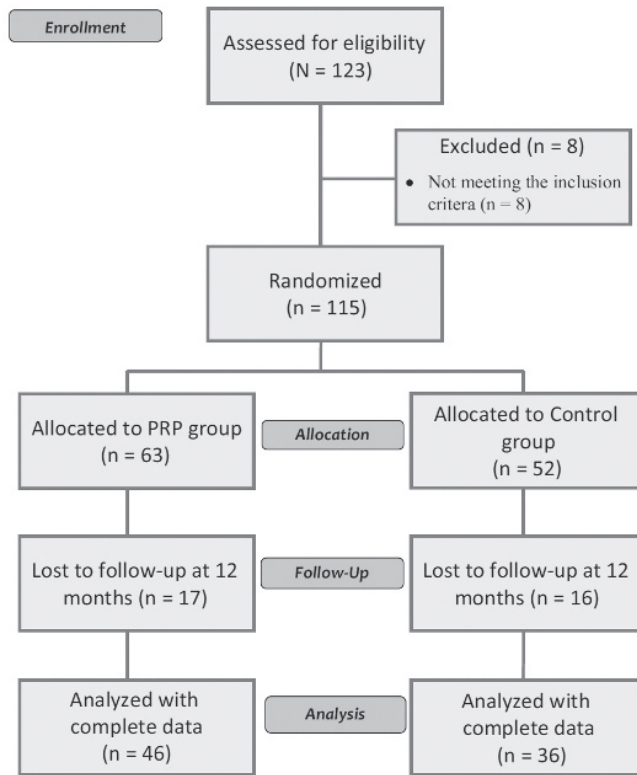 Enrollment
Assessed for eligibility
(N = 123)
Excluded (n = 8)
• Not meeting the inclusion
critera (n = 8)
Randomized
(n = 115)
Allocated to PRP group
(n = 63)
Allocation
Allocated to Control
group
(n = 52)
Lost to follow-up at 12
months (n = 17)
Follow-Up
Lost to follow-up at 12
months (n = 16)
Analyzed with
complete data
(n = 46)
Analysis
Analyzed with
complete data
(n = 36)